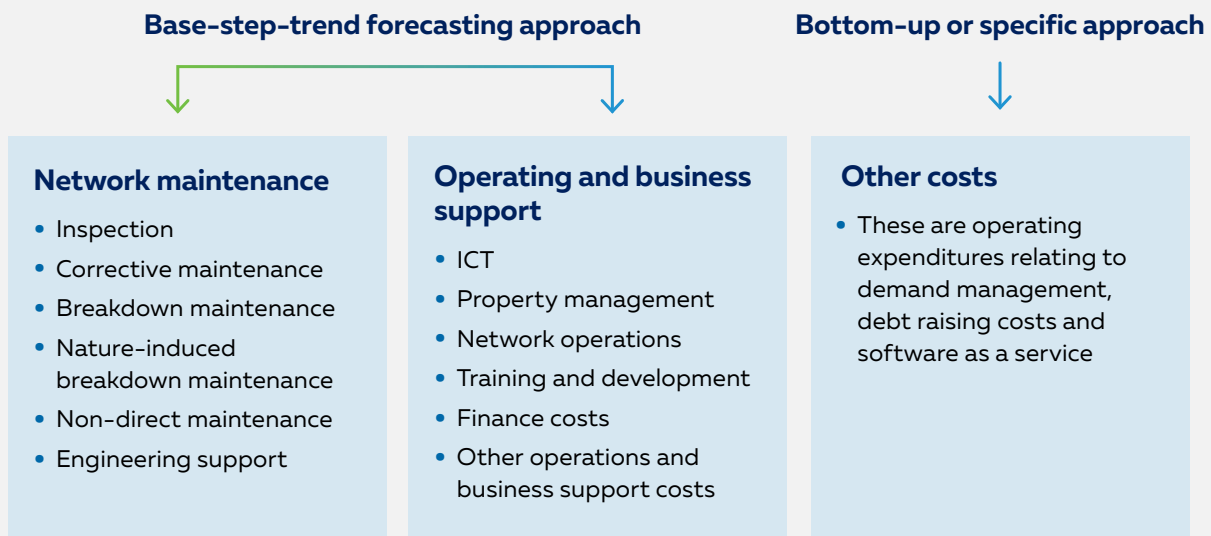 Base-step-trend forecasting approach
Bottom-up or specific approach
Network maintenance
• Inspection
• Corrective maintenance
• Breakdown maintenance
• Nature-induced
breakdown maintenance
• Non-direct maintenance
• Engineering support
Operating and business
support
• ICT
• Property management
• Network operations
• Training and development
• Finance costs
• Other operations and
business support costs
Other costs
• These are operating
expenditures relating to
demand management,
debt raising costs and
software as a service